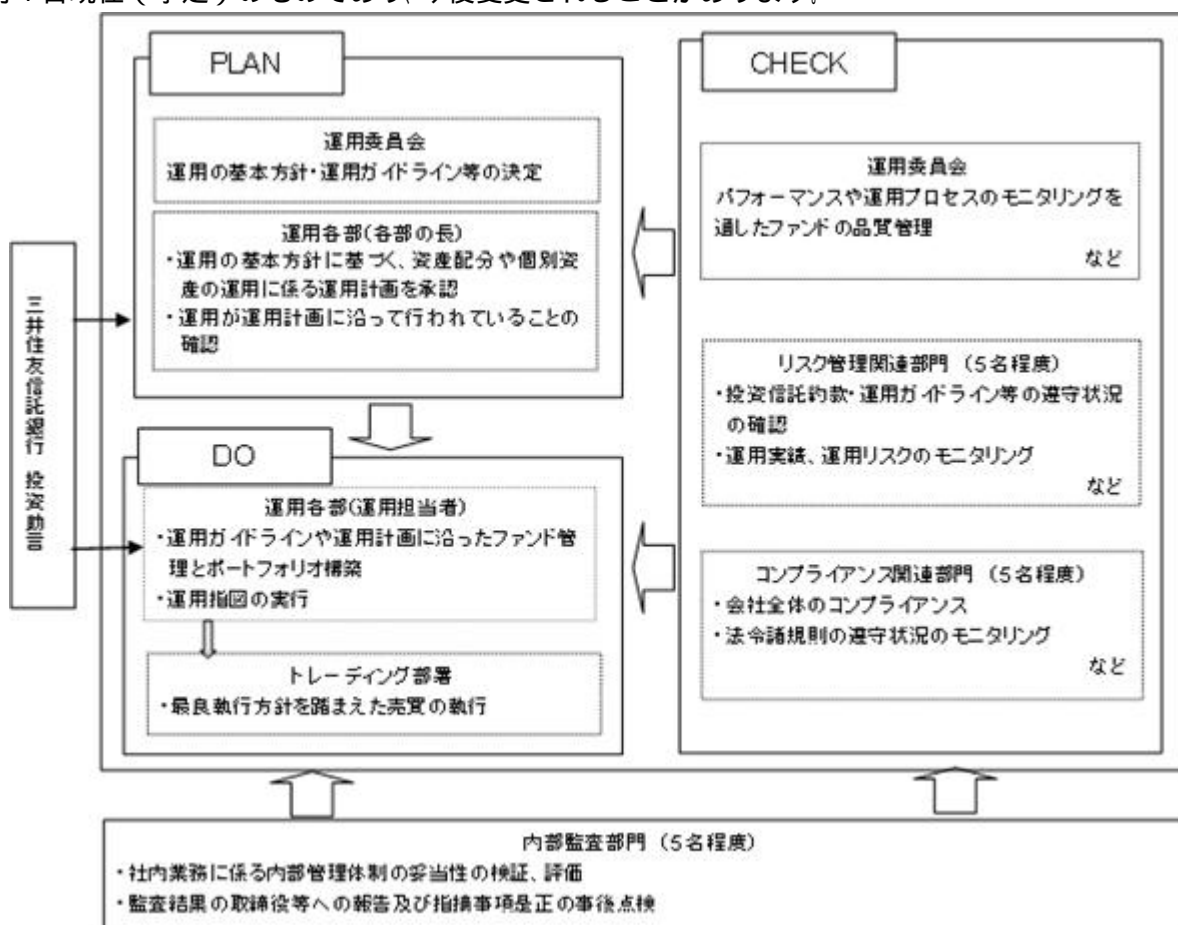 現在(予定)のものであり、今後変更されることがあります。
PLAN
運用委員会
運用の基本方針・運用ガイドライン等の決定
運用各部(各部の長)
・運用の基本方針に基づく、資産配分や個別資
産の運用に係る運用計画を承認
・運用が運用計画に沿って行われていることの
確認
三井住友信託銀行 投資助言
DO
運用各部(運用担当者)
・運用ガイドラインや運用計画に沿ったファンド管
理とポートフォリオ構築
・運用指図の実行
トレーディング部署
・最良執行方針を踏まえた売買の執行
CHECK
運用委員会
パフォーマンスや運用プロセスのモニタリングを
通したファンドの品質管理
など
リスク管理関連部門 (5名程度)
・投資信託約款・運用ガイドライン等の遵守状況
の確認
・運用実績、運用リスクのモニタリング
など
コンプライアンス関連部門 (5名程度)
・会社全体のコンプライアンス
・法令諸規則の遵守状況のモニタリング
など
内部監査部門 (5名程度)
・社内業務に係る内部管理体制の妥当性の検証、評価
・監査結果の取締役等への報告及び指摘事項是正の事後点検